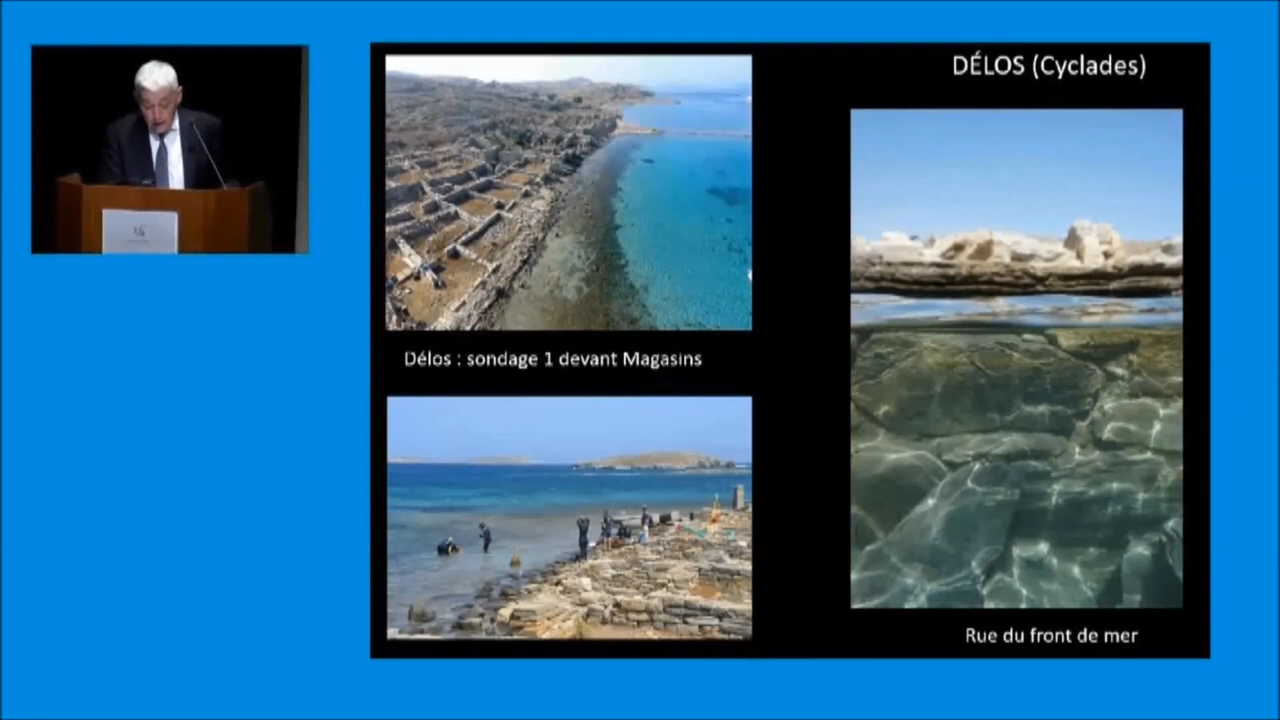 DÉLOS (Cyclades)
Délos : sondage 1 devant Magasins
Rue du front de mer